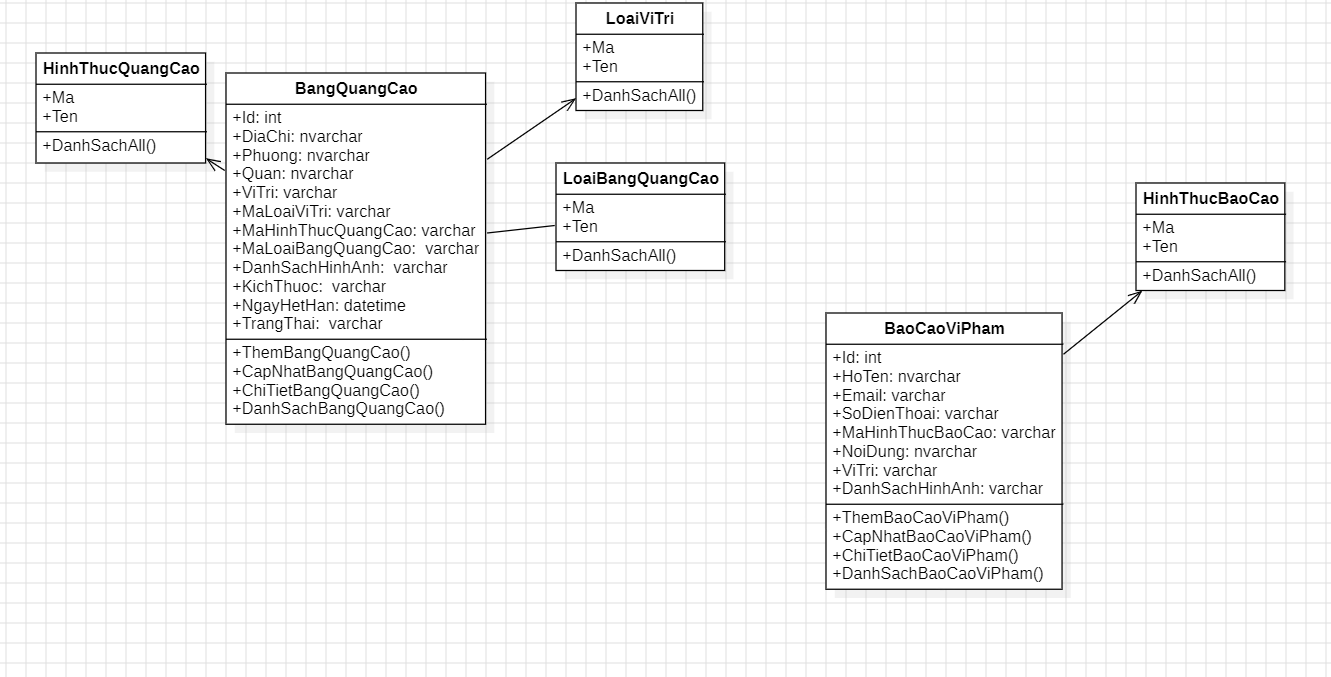 HinhThucQuangCao
+Ma
+Ten
+DanhSachAll()
BangQuangCao
+Id: int
+DiaChi: nvarchar
+Phuong: nvarchar
+Quan: nvarchar
+ViTri: varchar
+MaLoaiViTri: varchar
+MaHinhThucQuangCao: varchar
+MaLoaiBangQuangCao:  varchar
+DanhSachHinhAnh:  varchar
+KichThuoc:  varchar
+NgayHetHan: datetime
+TrangThai:  varchar
+ThemBangQuangCao()
+CapNhatBangQuangCao()
+ChiTietBangQuangCao()
+DanhSachBangQuangCao()
LoaiViTri
+Ma
+Ten
+DanhSachAll()
LoaiBangQuangCao
+Ma
+Ten
+DanhSachAll()
BaoCaoViPham
+Id: int
+HoTen: nvarchar
+Email: varchar
+SoDienThoai: varchar
+MaHinhThucBaoCao: varchar
+NoiDung: nvarchar
+ViTri: varchar
+DanhSachHinhAnh: varchar
+ThemBaoCaoViPham()
+CapNhatBaoCaoViPham()
+ChiTietBaoCaoViPham()
+DanhSachBaoCaoViPham()
HinhThucBaoCao
+Ma
+Ten
+DanhSachAll()